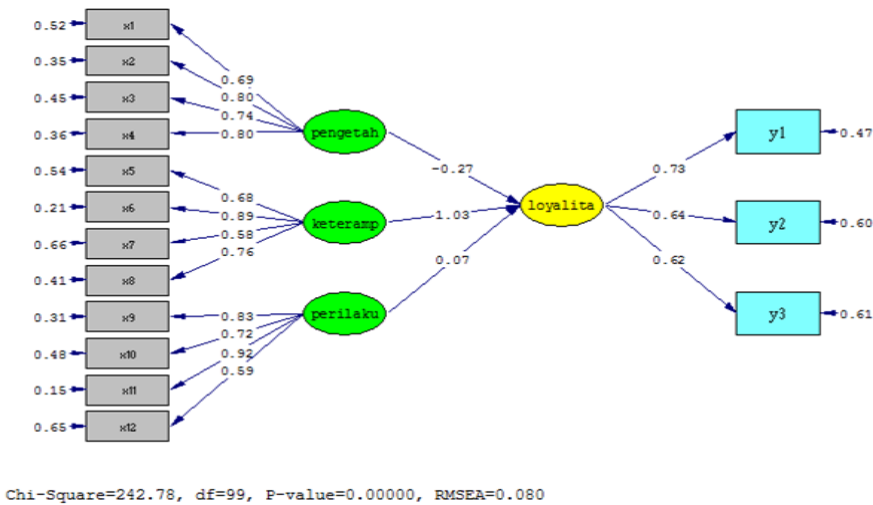 0.52 x1
0.35 x2
0.45 x3
0.36 x4
0.54 x5
0.21 x6
0.66 x7
0.41 x8
0.31 x9
0.48 x10
0.15 x11
0.65 x12
0.69
0.80
0.74
0.80
0.68
0.89
0.58
0.76
0.83
0.72
0.92
0.59
pengetah
keteramp
perilaku
-0.27
1.03
0.07
loyalita
0.73
0.64
0.62
y1 0.47
y2 0.60
y3 0.61
Chi-Square=242.78, df=99, P-value=0.00000, RMSEA=0.080